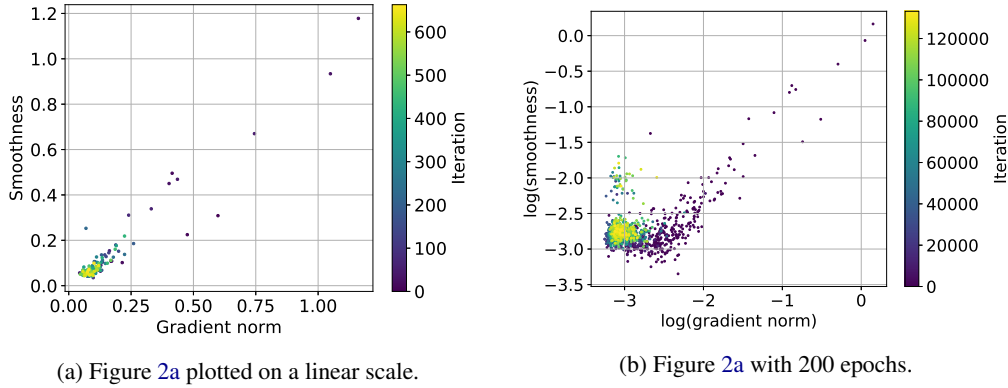 1.2
1.0
0.8
0.6
0.4
0.2
0.0
0.00 0.25 0.50 0.75 1.00
Smoothness
Gradient norm
600
500
400
300
200
100
0
Iteration
(a) Figure 2a plotted on a linear scale.
0.0
−0.5
−1.0
−1.5
−2.0
−2.5
−3.0
−3.5
−3 −2 −1 0
log(smoothness)
log(gradient norm)
120000
100000
80000
60000
40000
20000
0
Iteration
(b) Figure 2a with 200 epochs.